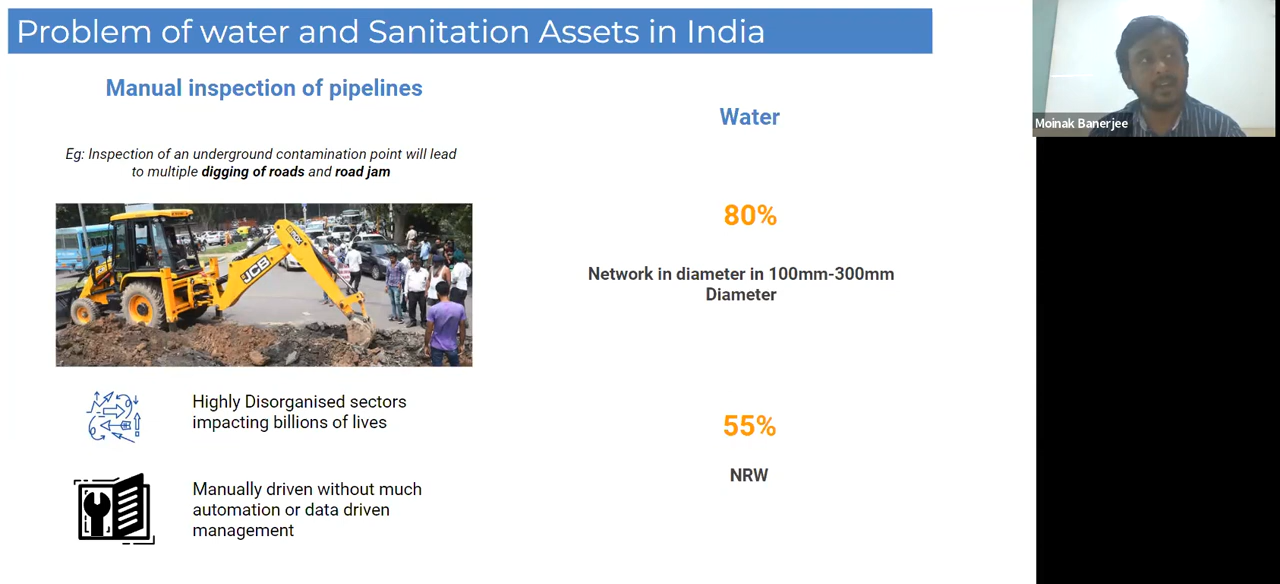 Problem of water and Sanitation Assets in India
Manual inspection of pipelines
Eg: Inspection of an underground contamination point will lead
to multiple digging of roads and road jam
JCB
Highly Disorganised sectors
impacting billions of lives
Manually driven without much
automation or data driven
management
Water
80%
Network in diameter in 100mm-300mm
Diameter
55%
NRW
Moinak Banerjee